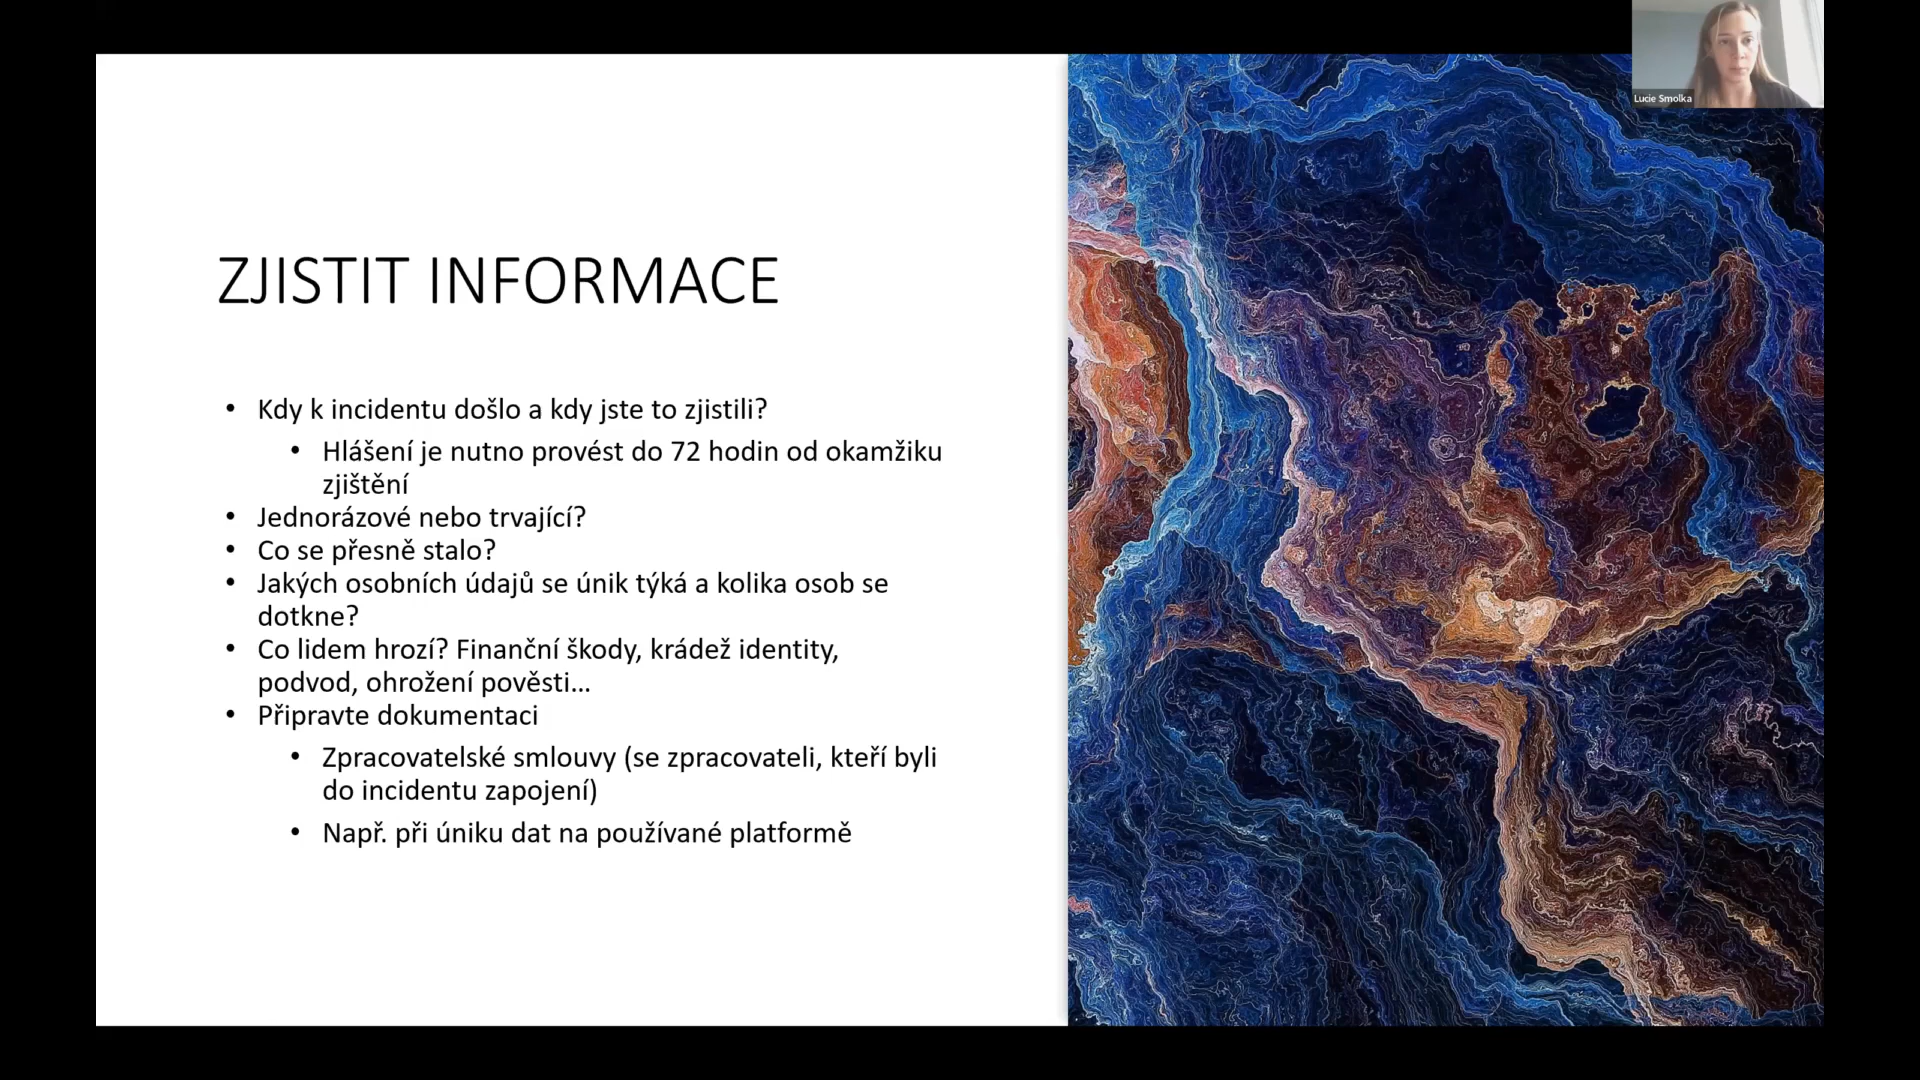 Lucie Smolka
ZJISTIT INFORMACE
• Kdy k incidentu došlo a kdy jste to zjistili?
• Hlášení je nutno provést do 72 hodin od okamžiku
zjištění
• Jednorázové nebo trvající?
• Co se přesně stalo?
• Jakých osobních údajů se únik týká a kolika osob se
dotkne?
• Co lidem hrozí? Finanční škody, krádež identity,
podvod, ohrožení pověsti...
• Připravte dokumentaci
• Zpracovatelské smlouvy (se zpracovateli, kteří byli
do incidentu zapojení)
• Např. při úniku dat na používané platformě